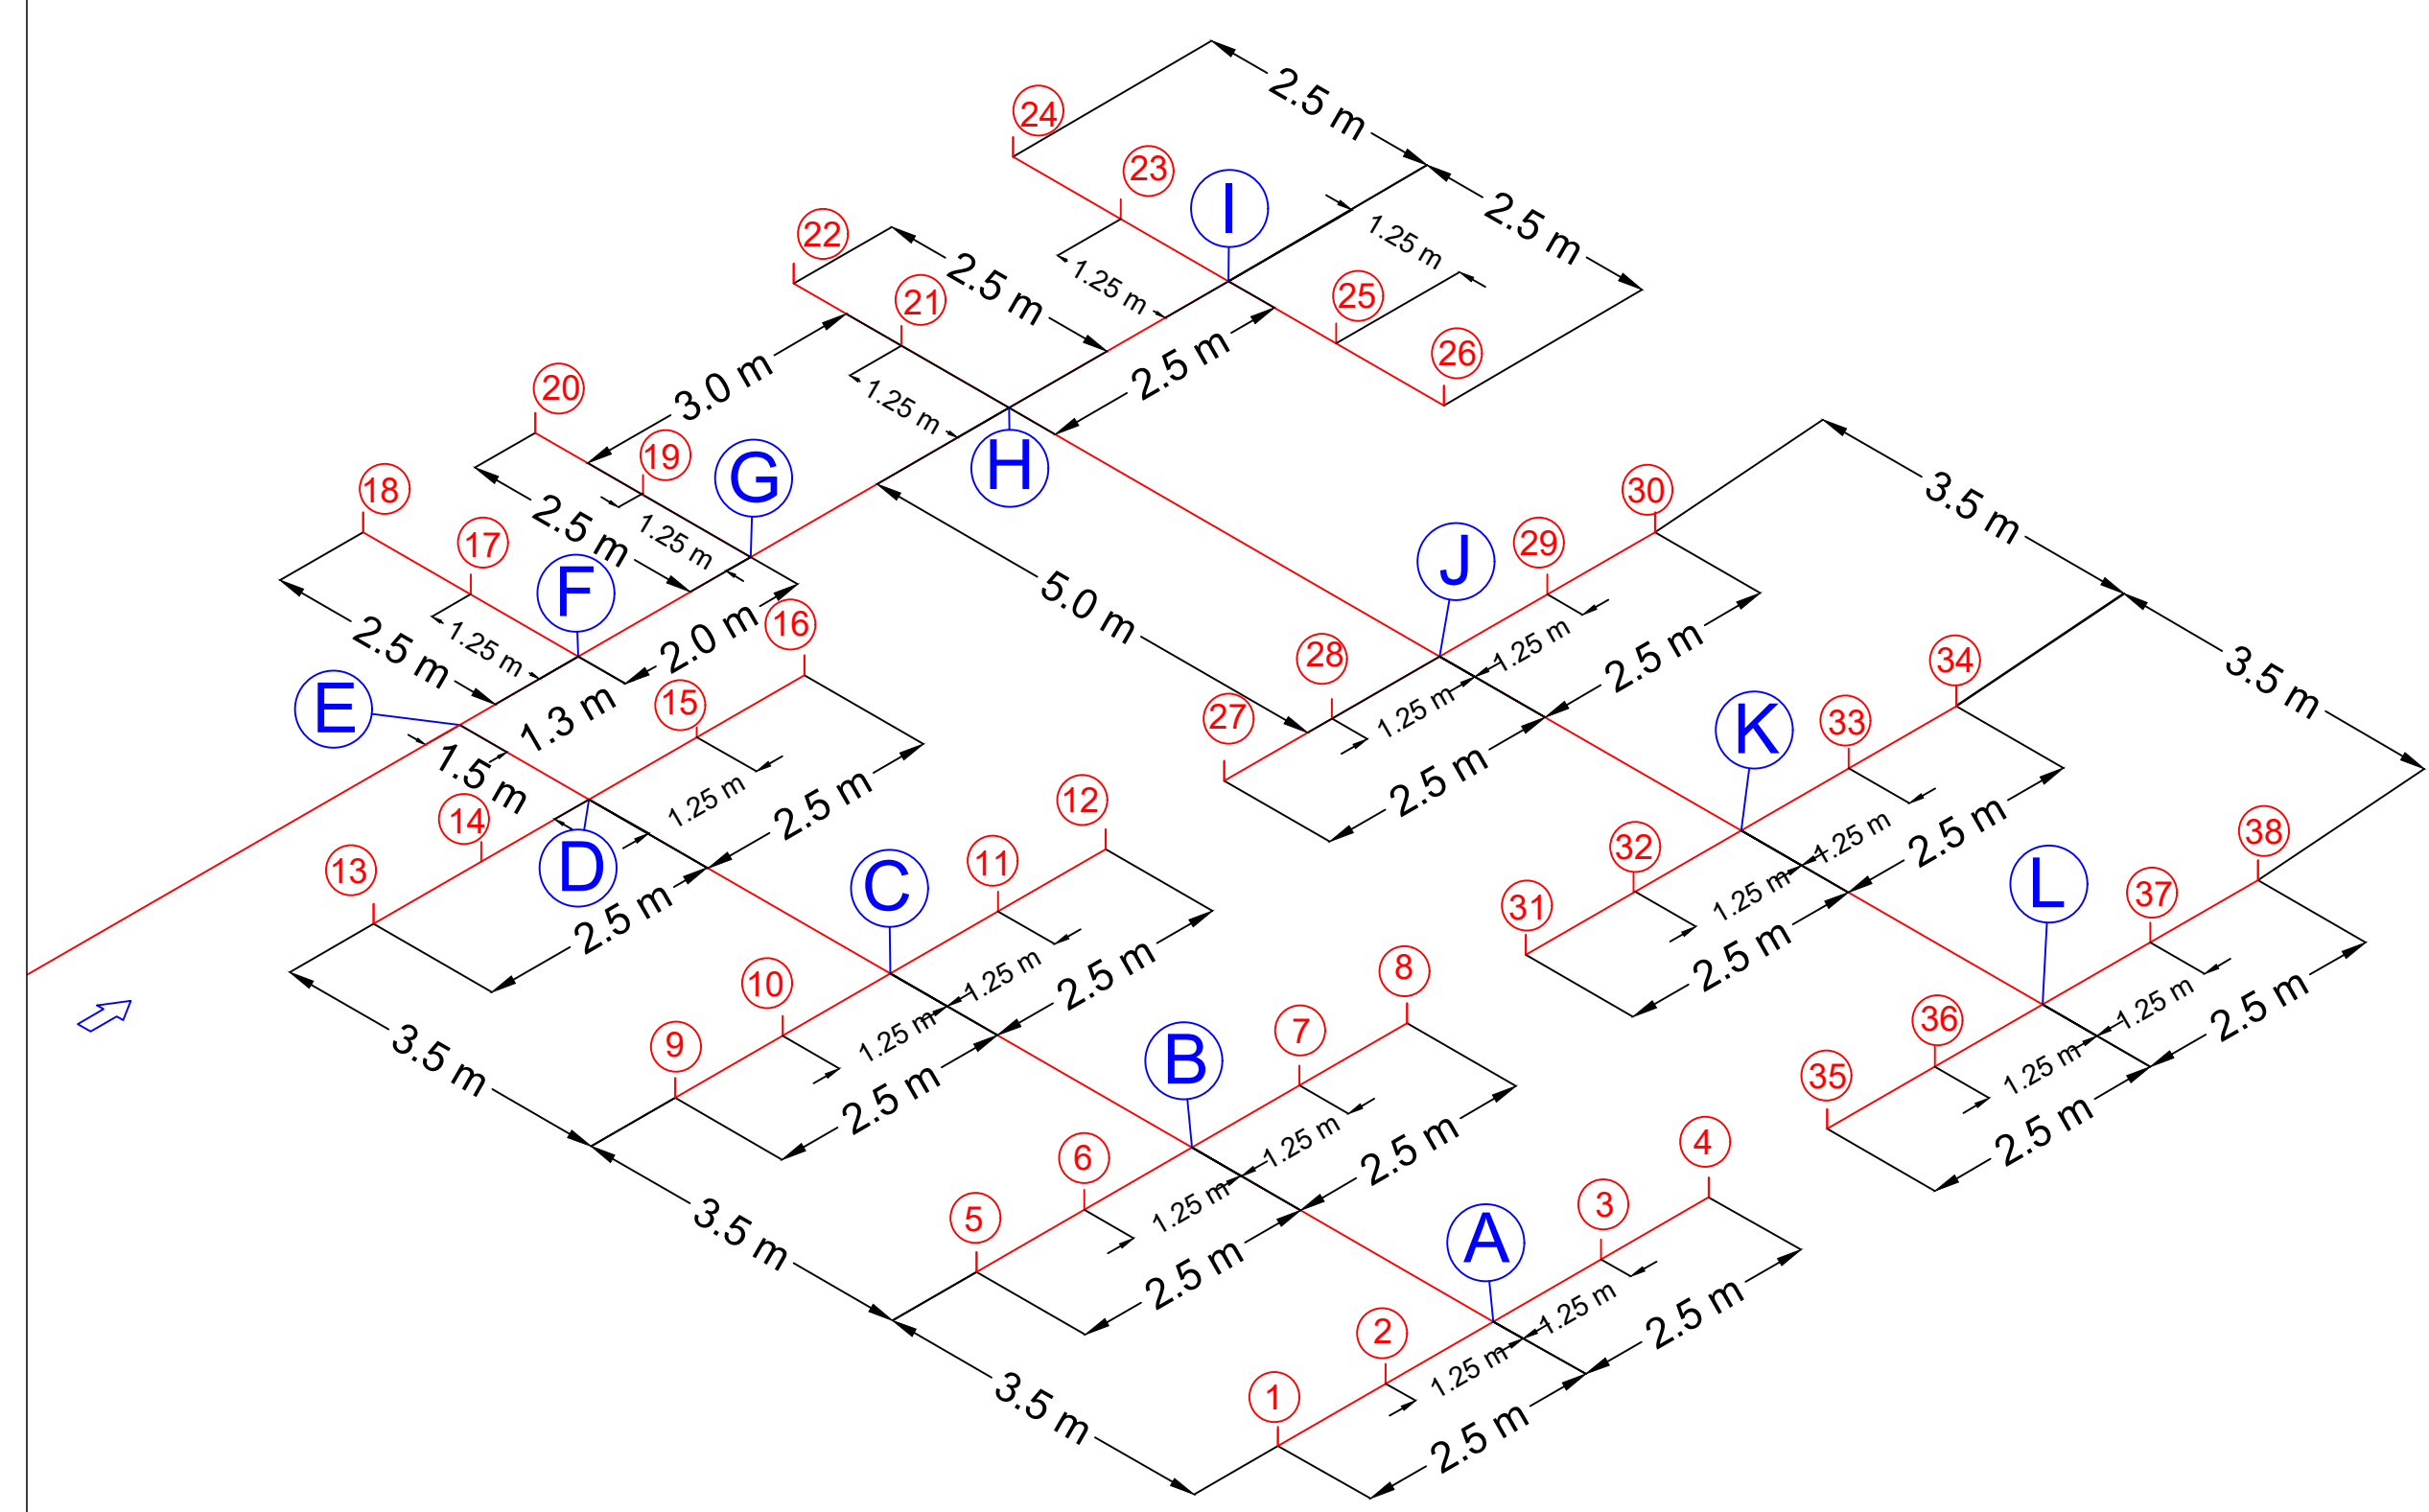 2.5 m
24
23
I
2.5 m
1.25 m
22
2.5 m
1.25 m
25
21
26
2.5 m
3.0 m
20
1.25 m
19
G
H
18
2.5 m
1.25 m
17
F
3.5 m
30
J
29
5.0 m
2.0 m
16
1.25 m
2.5 m
28
1.25 m
2.5 m
34
3.5 m
E
1.3 m
15
27
1.25 m
K
33
1.5 m
2.5 m
14
1.25 m
2.5 m
12
13
D
C
11
32
1.25 m
2.5 m
L
38
31
1.25 m
37
2.5 m
10
1.25 m
2.5 m
8
2.5 m
9
1.25 m
7
36
1.25 m
2.5 m
3.5 m
B
35
1.25 m
2.5 m
2.5 m
6
1.25 m
2.5 m
4
5
1.25 m
3
3.5 m
A
2.5 m
2
1.25 m
2.5 m
1
1.25 m
3.5 m
2.5 m